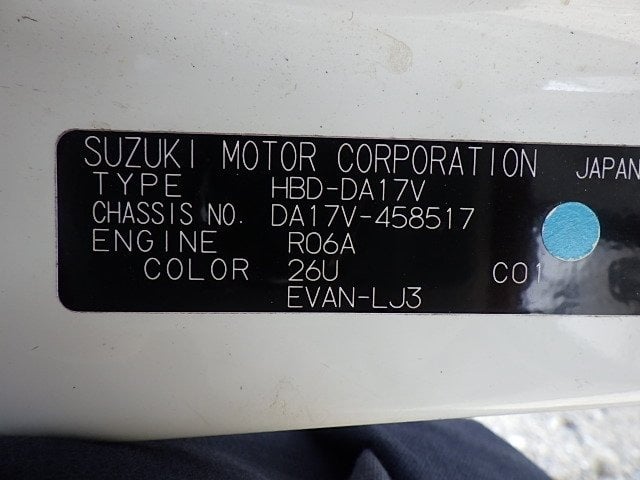 SUZUKI MOTOR CORPORATION JAPAN
TYPE HBD-DA17V
CHASSIS NO. DA17V-458517
ENGINE R06A
COLOR 26U C01
EVAN-LJ3